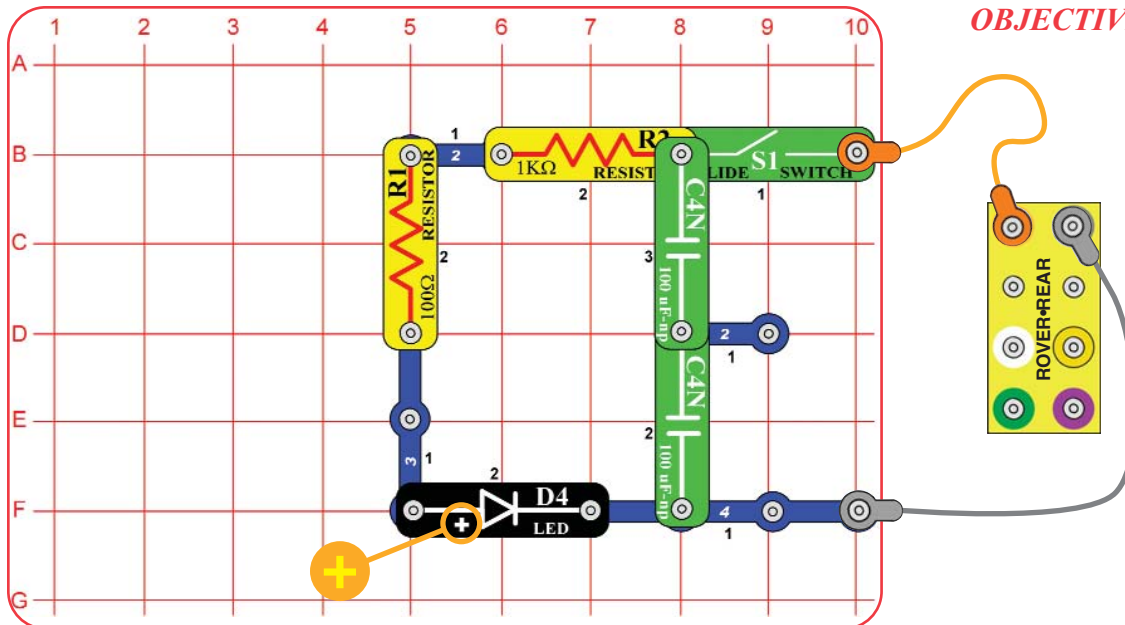 OBJECTIV
1 2 3 4 5 6 7 8 9 10
A
B
C
D
E
F
G
R1
RESISTOR
100Ω
2
1
2
R2
1KΩ
RESIST
2
LIDE
S1
SWITCH
1
C4N
100 uF-np
3
2
1
C4N
100 uF-np
2
3
1
2
+
D4
LED
4
1
+
ROVER•REAR